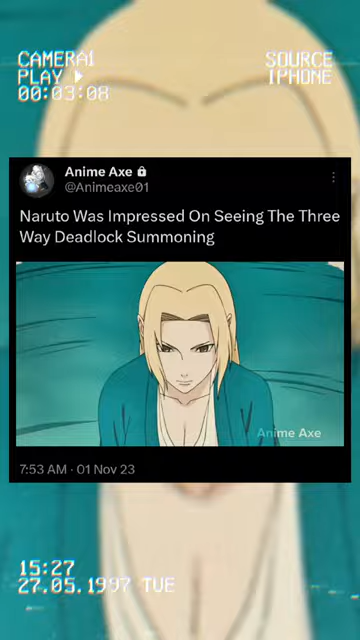 CAMERA1
PLAY
00:03:08
SOURCE
IPHONE
Anime Axe
@Animeaxe01
Naruto Was Impressed On Seeing The Three
Way Deadlock Summoning
Anime Axe
7:53 AM · 01 Nov 23
15:27
27.05.1997 TUE